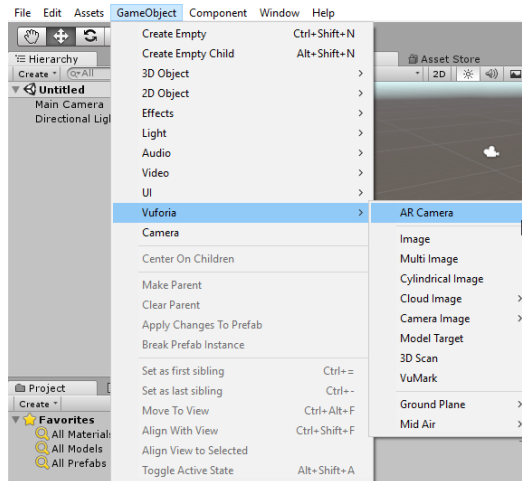 File Edit Assets GameObject Component Window Help
Create Empty Ctrl+Shift+N
Create Empty Child Alt+Shift+N
3D Object
2D Object
Effects
Light
Audio
Video
UI
Vuforia
Camera
Center On Children
Make Parent
Clear Parent
Apply Changes To Prefab
Break Prefab Instance
Set as first sibling Ctrl+=
Set as last sibling Ctrl+-
Move To View Ctrl+Alt+F
Align With View Ctrl+Shift+F
Align View to Selected
Toggle Active State Alt+Shift+A
Hierarchy
Create All
Untitled
Main Camera
Directional Ligh
Project
Create
Favorites
All Materials
All Models
All Prefabs
Asset Store
2D
AR Camera
Image
Multi Image
Cylindrical Image
Cloud Image
Camera Image
Model Target
3D Scan
VuMark
Ground Plane
Mid Air